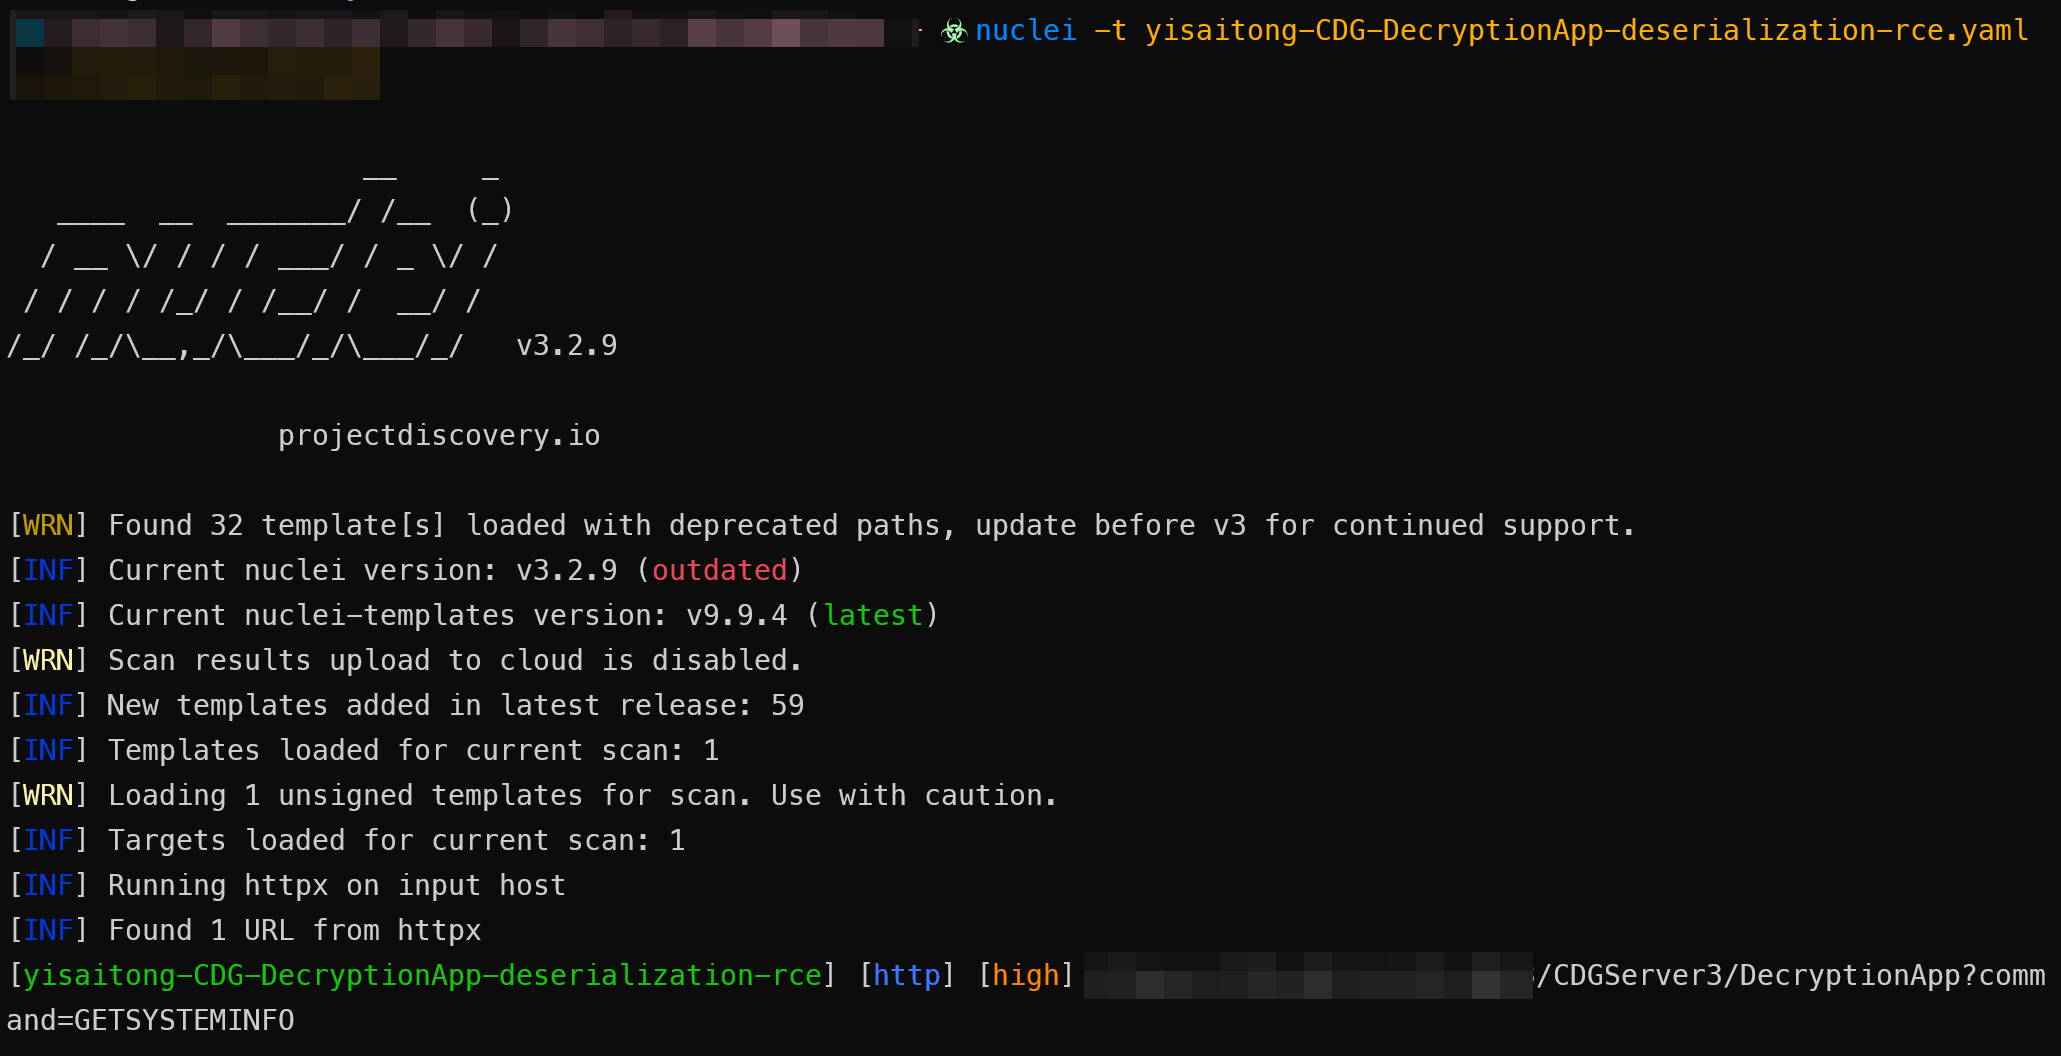 nuclei -t yisaitong-CDG-DecryptionApp-deserialization-rce.yaml
                     __     _
   ____  __  _______/ /__  (_)
  / __ \/ / / / ___/ / _ \/ /
 / / / / /_/ / /__/ /  __/ /
/_/ /_/\__,_/\___/_/\___/_/   v3.2.9
projectdiscovery.io
[WRN] Found 32 template[s] loaded with deprecated paths, update before v3 for continued support.
[INF] Current nuclei version: v3.2.9 (outdated)
[INF] Current nuclei-templates version: v9.9.4 (latest)
[WRN] Scan results upload to cloud is disabled.
[INF] New templates added in latest release: 59
[INF] Templates loaded for current scan: 1
[WRN] Loading 1 unsigned templates for scan. Use with caution.
[INF] Targets loaded for current scan: 1
[INF] Running httpx on input host
[INF] Found 1 URL from httpx
[yisaitong-CDG-DecryptionApp-deserialization-rce] [http] [high] /CDGServer3/DecryptionApp?comm
and=GETSYSTEMINFO